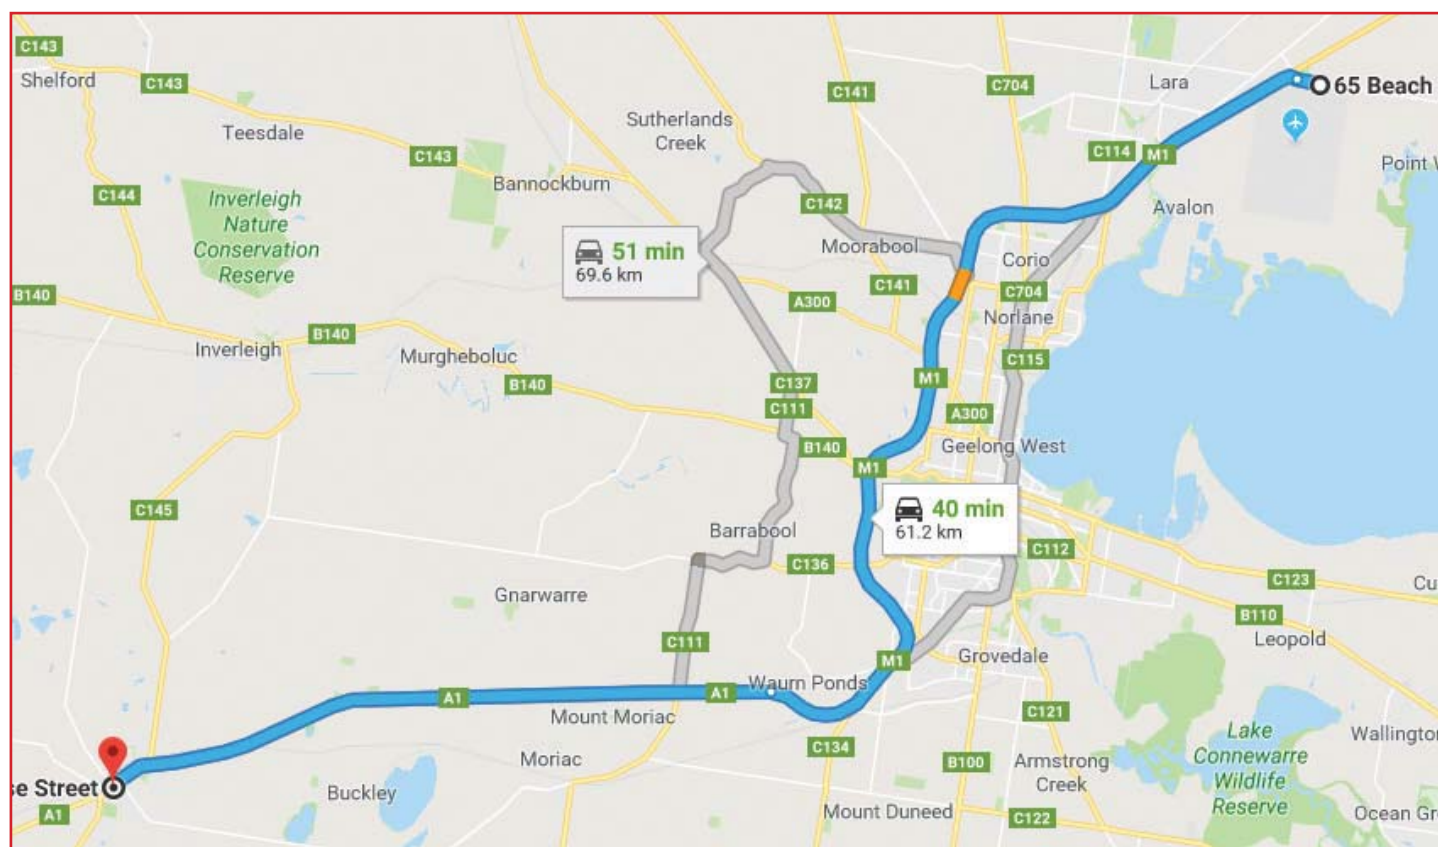 C143
Shelford
C143
Teesdale
C143
C144
Inverleigh
Nature
Conservation
Reserve
Bannockburn
Sutherlands
Creek
C141
C704
Lara
65 Beach
C114
M1
Point W
Avalon
C142
Moorabool
51 min
69.6 km
Corio
C141
C704
B140
A300
Norlane
B140
Inverleigh
Murgheboluc
B140
C137
C111
M1
C115
A300
B140
Geelong West
M1
40 min
61.2 km
C145
Barrabool
C136
C112
C123
Cu
Gnarwarre
B110
Leopold
C111
M1
Grovedale
A1
A1
Waurn Ponds
Mount Moriac
C121
C134
Moriac
B100
Armstrong
Creek
Lake
Connewarre
Wildlife
Reserve
Wallington
se Street
Buckley
A1
Mount Duneed
C122
Ocean Gr